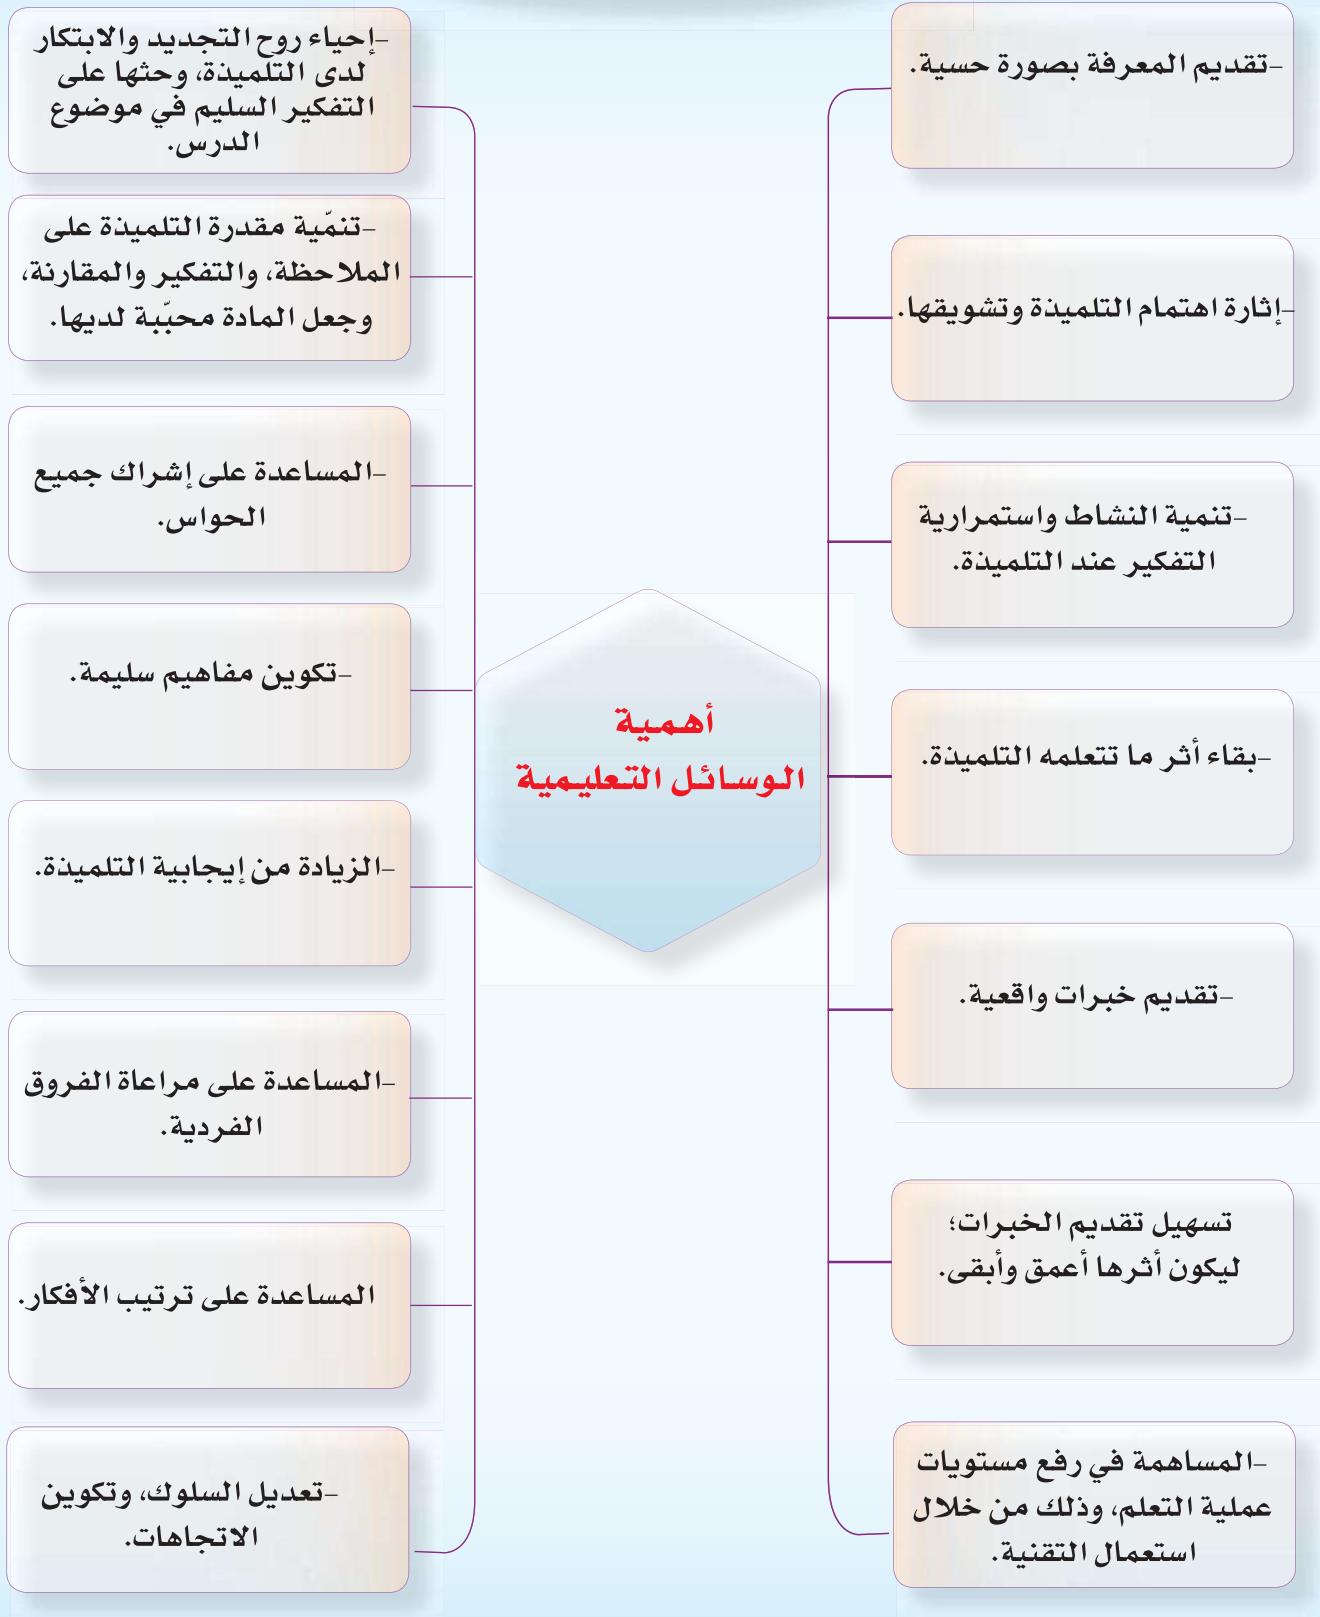 أهمية
الوسائل التعليمية
-تقديم المعرفة بصورة حسية.
-إثارة اهتمام التلميذة وتشويقها.
-تنمية النشاط واستمرارية
التفكير عند التلميذة.
-بقاء أثر ما تتعلمه التلميذة.
-تقديم خبرات واقعية.
تسهيل تقديم الخبرات؛
ليكون أثرها أعمق وأبقى.
-المساهمة في رفع مستويات
عملية التعلم، وذلك من خلال
استعمال التقنية.
-إحياء روح التجديد والابتكار
لدى التلميذة، وحثها على
التفكير السليم في موضوع
الدرس.
-تنمّية مقدرة التلميذة على
الملاحظة، والتفكير والمقارنة،
وجعل المادة محبّبة لديها.
-المساعدة على إشراك جميع
الحواس.
-تكوين مفاهيم سليمة.
-الزيادة من إيجابية التلميذة.
-المساعدة على مراعاة الفروق
الفردية.
المساعدة على ترتيب الأفكار.
-تعديل السلوك، وتكوين
الاتجاهات.